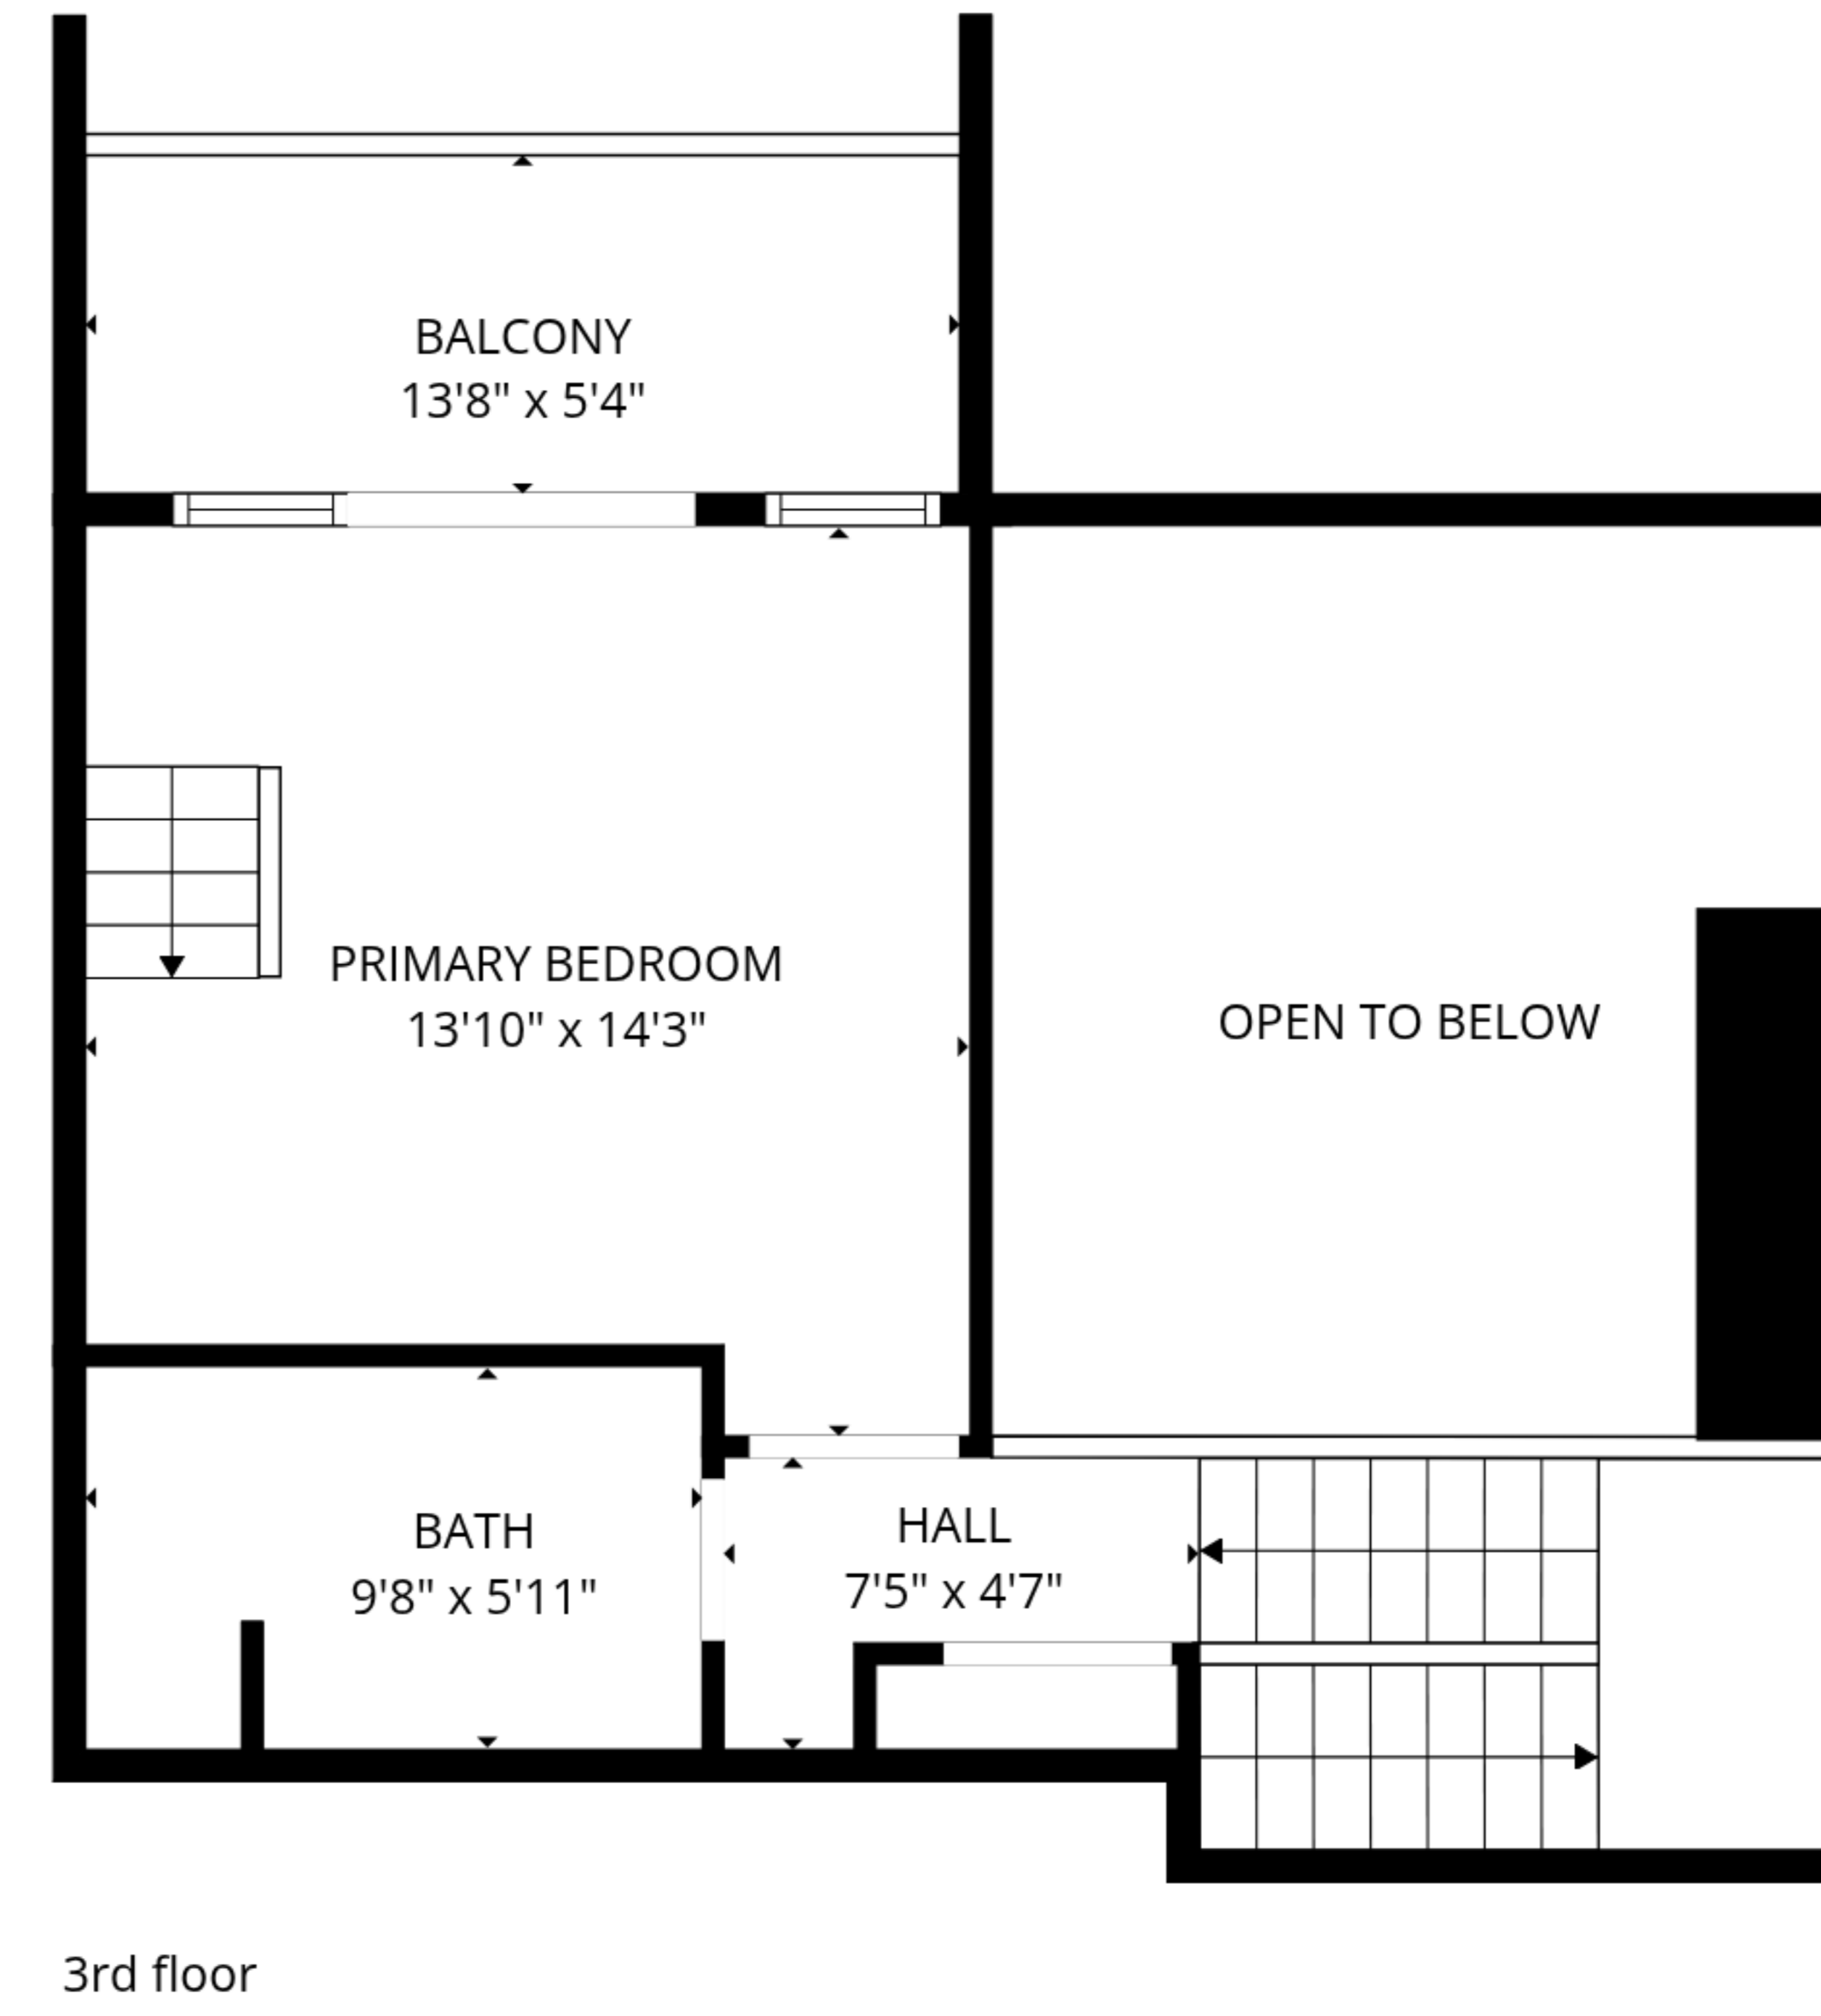 BALCONY
13'8" x 5'4"
PRIMARY BEDROOM
13'10" x 14'3"
OPEN TO BELOW
BATH
9'8" x 5'11"
HALL
7'5" x 4'7"
3rd floor